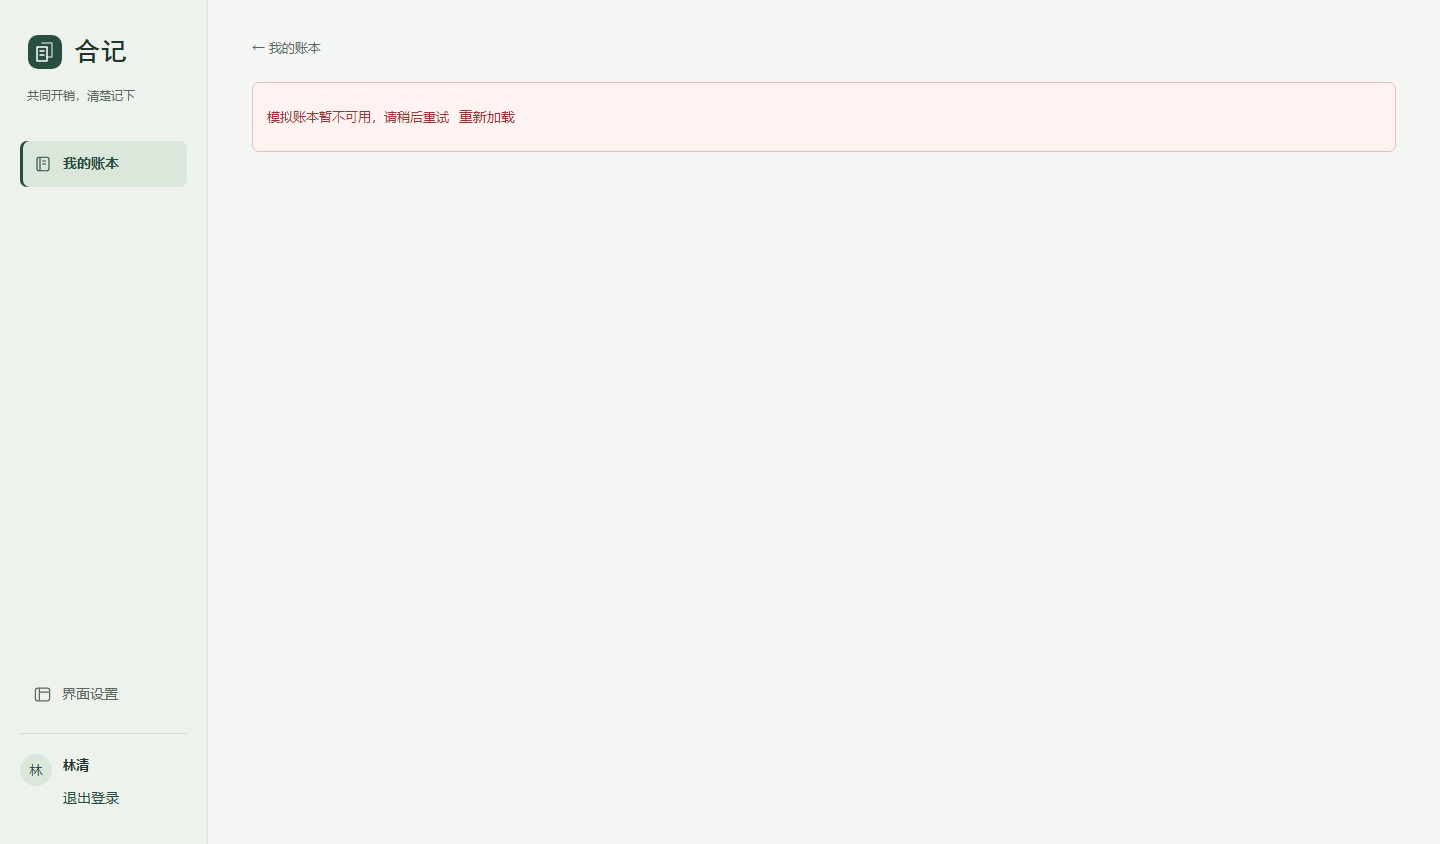 合记
共同开销，清楚记下
我的账本
界面设置
林 林清
退出登录
← 我的账本
模拟账本暂不可用，请稍后重试 重新加载